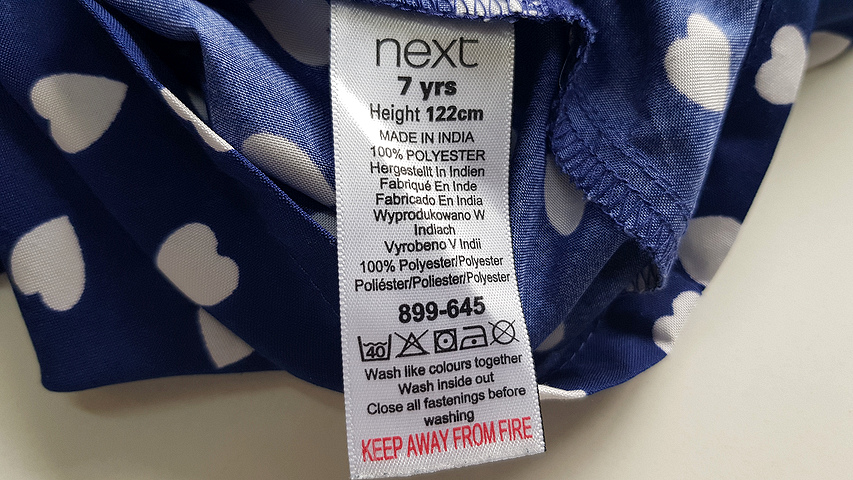 next
7 yrs
Height 122cm
MADE IN INDIA
100% POLYESTER
Hergestellt In Indien
Fabriqué En Inde
Fabricado En India
Wyprodukowano W
Indiach
Vyrobeno V Indii
100% Polyester/Polyester
Poliéster/Poliester/Polyester
899-645
40
Wash like colours together
Wash inside out
Close all fastenings before
washing
KEEP AWAY FROM FIRE